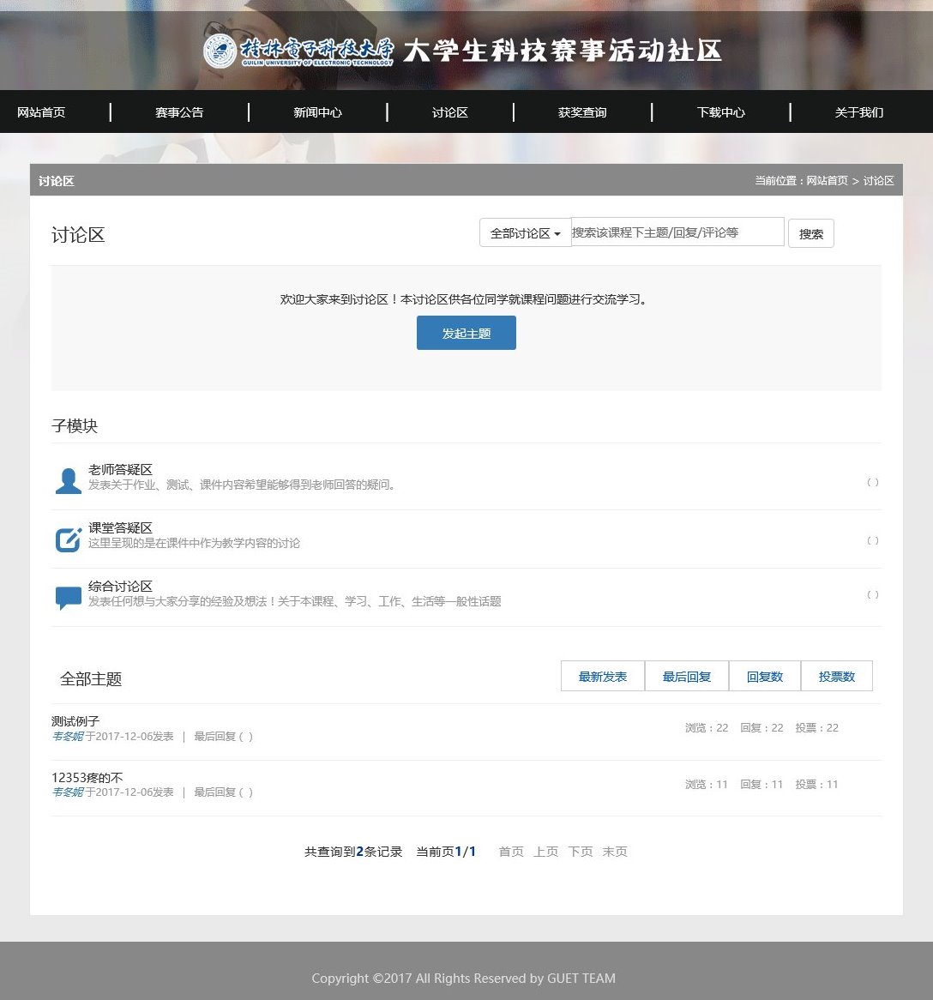 桂林电子科技大学 大学生科技赛事活动社区
GUILIN UNIVERSITY OF ELECTRONIC TECHNOLOGY
网站首页 赛事公告 新闻中心 讨论区 获奖查询 下载中心 关于我们
讨论区 当前位置：网站首页 > 讨论区
讨论区 全部讨论区 搜索该课程下主题/回复/评论等 搜索
欢迎大家来到讨论区！本讨论区供各位同学就课程问题进行交流学习。
发起主题
子模块
老师答疑区
发表关于作业、测试、课件内容希望能够得到老师回答的疑问。 ( )
课堂答疑区
这里呈现的是在课件中作为教学内容的讨论 ( )
综合讨论区
发表任何想与大家分享的经验及想法！关于本课程、学习、工作、生活等一般性话题 ( )
全部主题 最新发表 最后回复 回复数 投票数
测试例子
韦冬妮于2017-12-06发表 | 最后回复 ( ) 浏览：22 回复：22 投票：22
12353疼的不
韦冬妮于2017-12-06发表 | 最后回复 ( ) 浏览：11 回复：11 投票：11
共查询到2条记录 当前页1/1 首页 上页 下页 末页
Copyright ©2017 All Rights Reserved by GUET TEAM